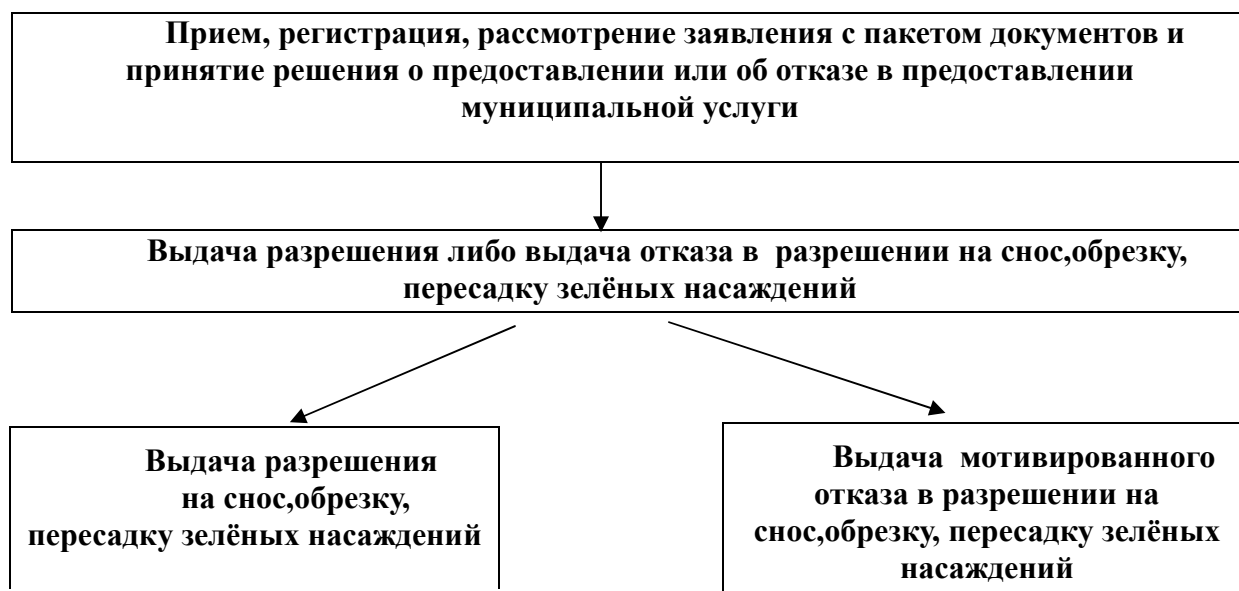 Прием, регистрация, рассмотрение заявления с пакетом документов и
принятие решения о предоставлении или об отказе в предоставлении
муниципальной услуги
Выдача разрешения либо выдача отказа в разрешении на снос,обрезку,
пересадку зелёных насаждений
Выдача разрешения
на снос,обрезку,
пересадку зелёных насаждений
Выдача мотивированного
отказа в разрешении на
снос,обрезку, пересадку зелёных
насаждений